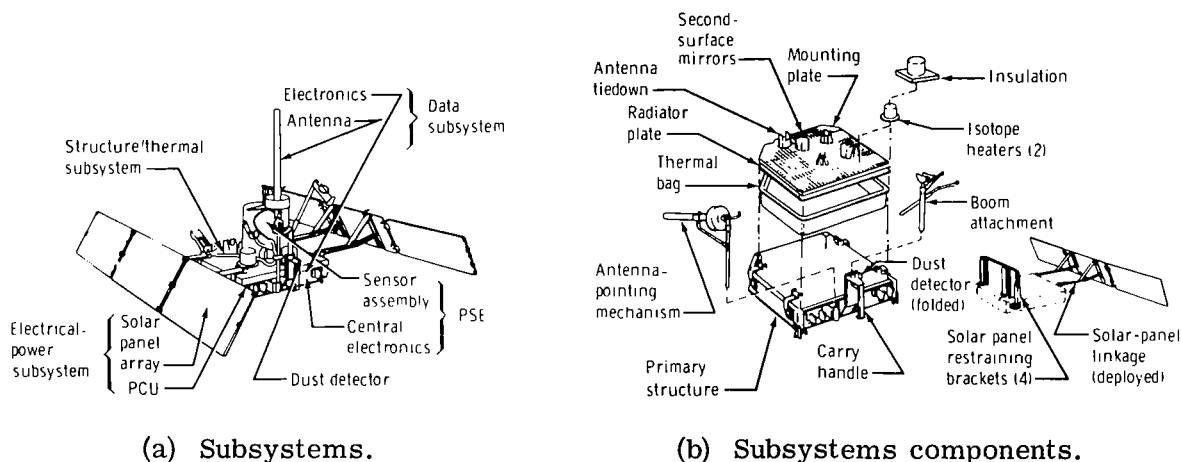 Electronics
Antenna
Data
subsystem
Structure/thermal
subsystem
Sensor
assembly
PSE
Central
electronics
Electrical-
power
subsystem
Solar
panel
array
PCU
Dust detector
(a) Subsystems.
Second-
surface
mirrors
Mounting
plate
Antenna
tiedown
Radiator
plate
Thermal
bag
Insulation
Isotope
heaters (2)
Boom
attachment
Antenna-
pointing
mechanism
Dust
detector
(folded)
Primary
structure
Carry
handle
Solar panel
restraining
brackets (4)
Solar-panel
linkage
(deployed)
(b) Subsystems components.